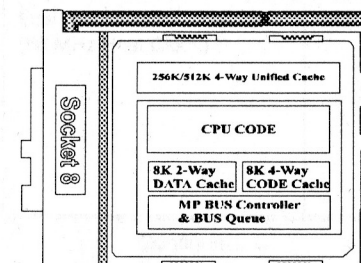 256K/512K 4-Way Unified Cache
Socket 8
CPU CODE
8K 2-Way
DATA Cache
8K 4-Way
CODE Cache
MP BUS Controller
& BUS Queue